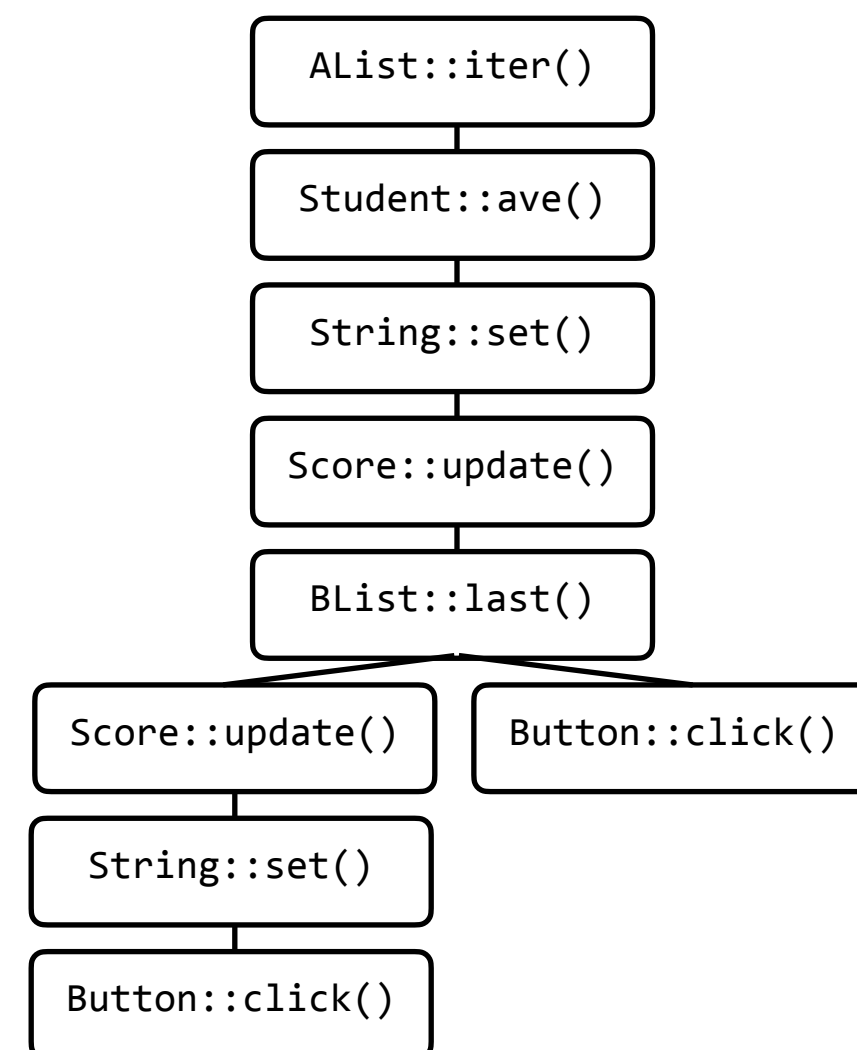 AList::iter()
Student::ave()
String::set()
Score::update()
BList::last()
Score::update()
Button::click()
String::set()
Button::click()